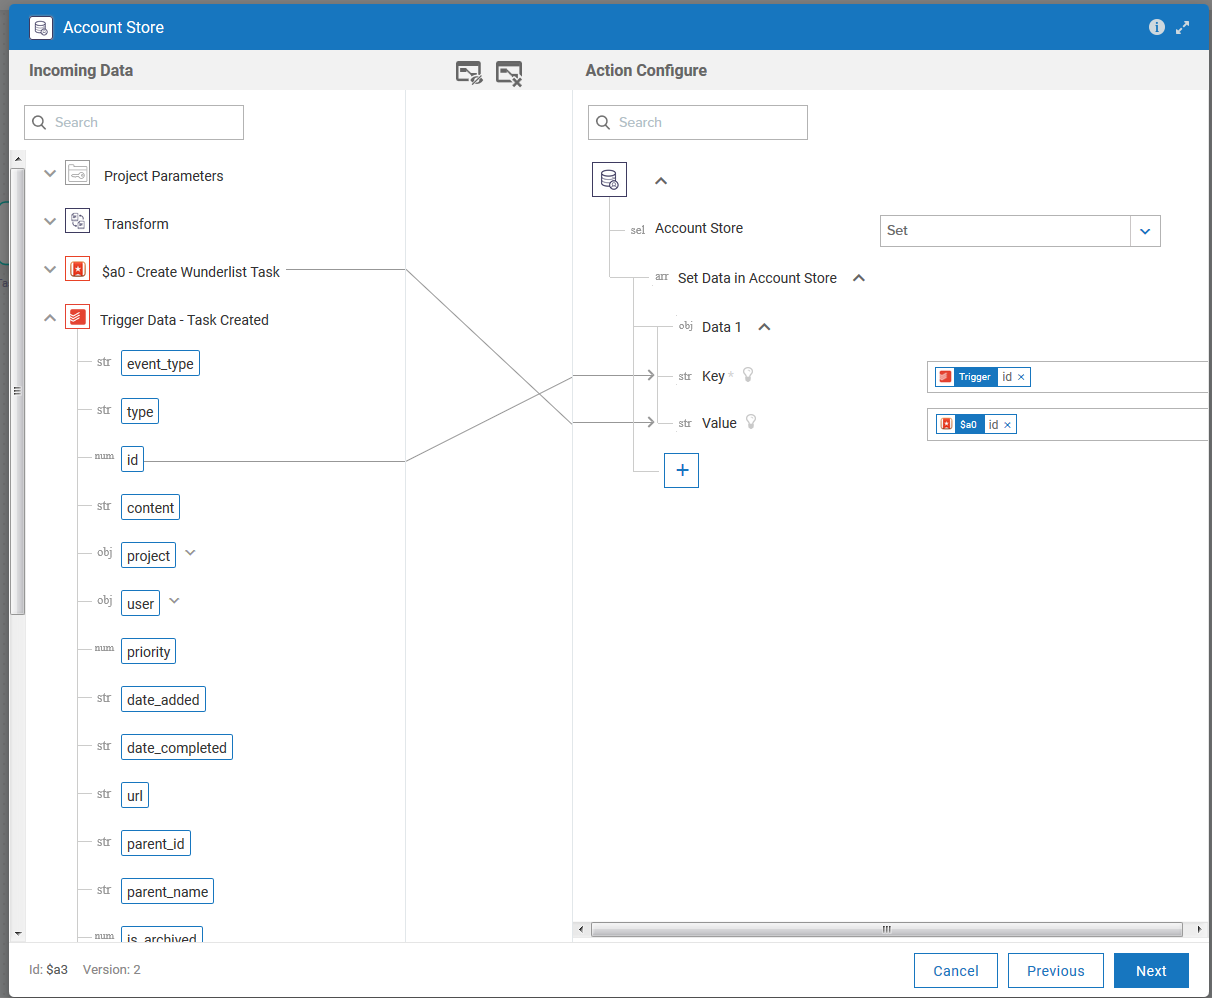 Account Store
Incoming Data
Action Configure
Search
Search
Project Parameters
Transform
$a0 - Create Wunderlist Task
Trigger Data - Task Created
str event_type
str type
num id
str content
obj project
obj user
num priority
str date_added
str date_completed
str url
str parent_id
str parent_name
num is_archived
sel Account Store Set
arr Set Data in Account Store
obj Data 1
str Key * Trigger id ×
str Value $a0 id ×
+
Id: $a3 Version: 2
Cancel Previous Next